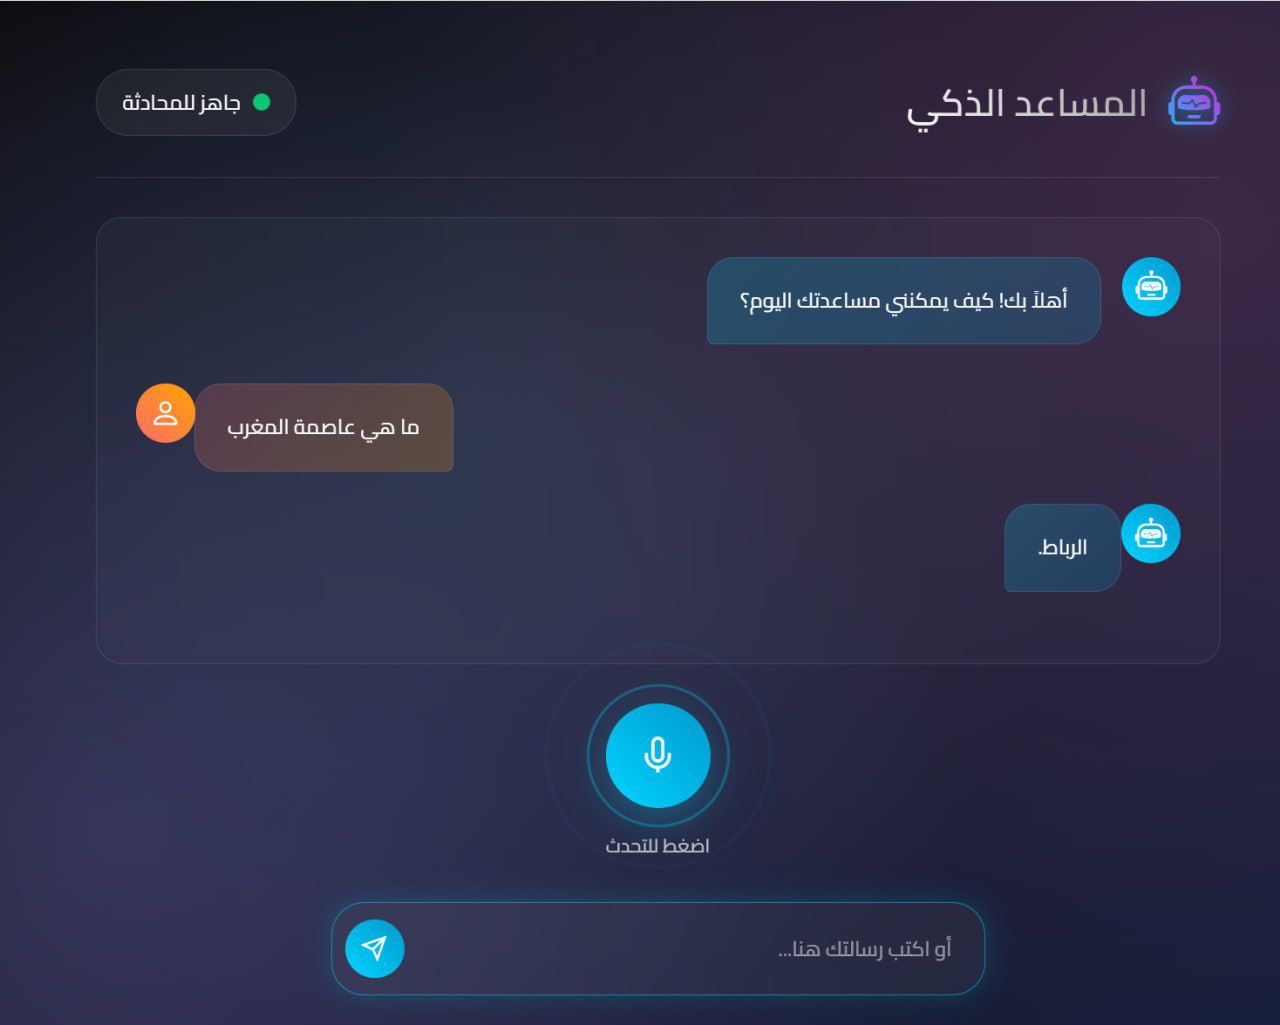 المساعد الذكي
جاهز للمحادثة
أهلاً بك! كيف يمكنني مساعدتك اليوم؟
ما هي عاصمة المغرب
الرباط.
اضغط للتحدث
أو اكتب رسالتك هنا...